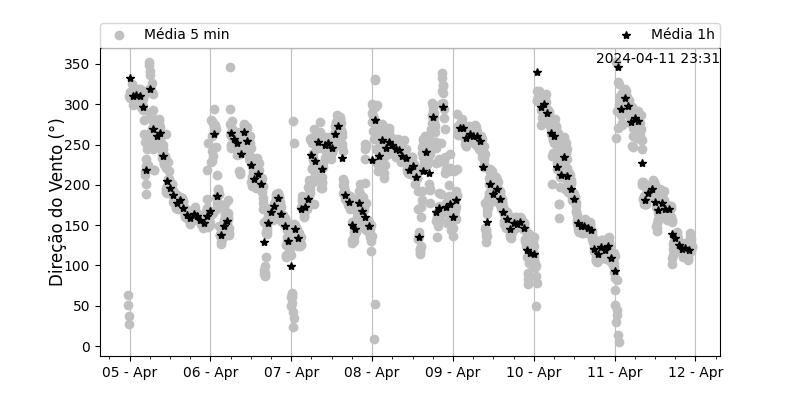 Média 5 min
Média 1h
2024-04-11 23:31
Direção do Vento (°)
350
300
250
200
150
100
50
0
05 - Apr
06 - Apr
07 - Apr
08 - Apr
09 - Apr
10 - Apr
11 - Apr
12 - Apr